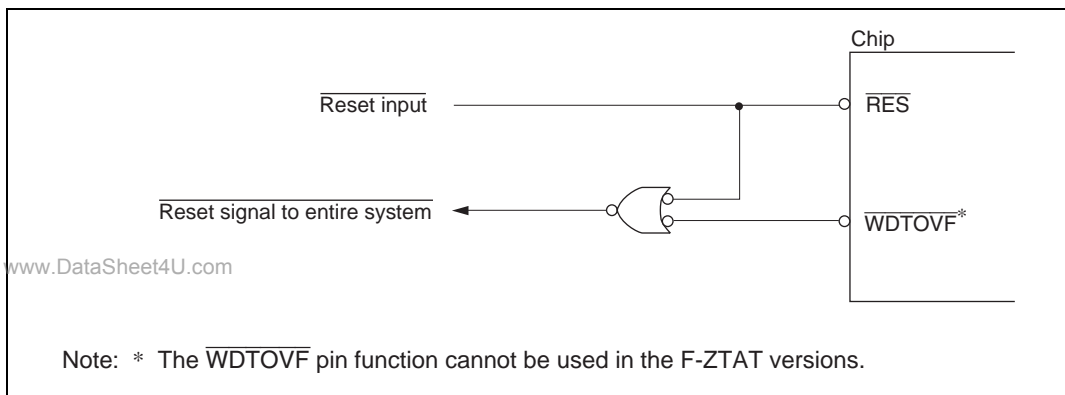 Chip
Reset input
RES
Reset signal to entire system
WDTOVF*
www.DataSheet4U.com
Note: * The WDTOVF pin function cannot be used in the F-ZTAT versions.